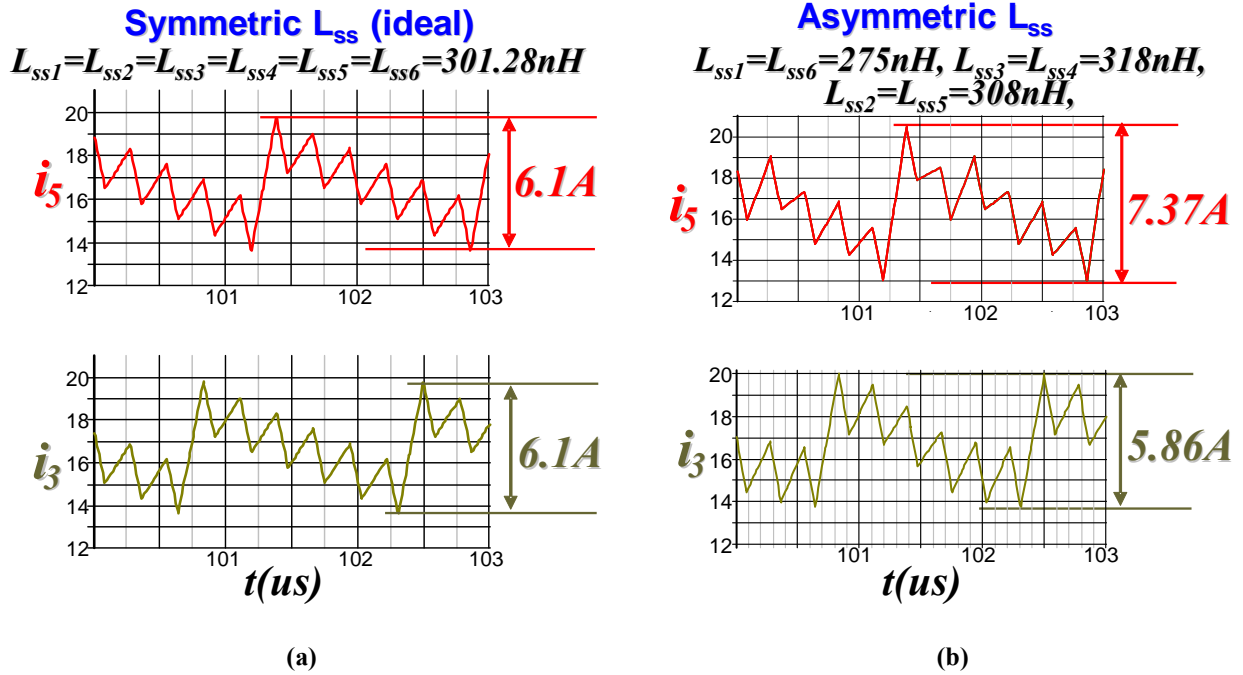 Symmetric Lss (ideal)
Lss1=Lss2=Lss3=Lss4=Lss5=Lss6=301.28nH
20
18
16
14
12
i5
6.1A
101
102
103
20
18
16
14
12
i3
6.1A
101
102
103
t(us)
(a)
Asymmetric Lss
Lss1=Lss6=275nH, Lss3=Lss4=318nH,
Lss2=Lss5=308nH,
20
18
16
14
12
i5
7.37A
101
102
103
20
18
16
14
12
i3
5.86A
101
102
103
t(us)
(b)